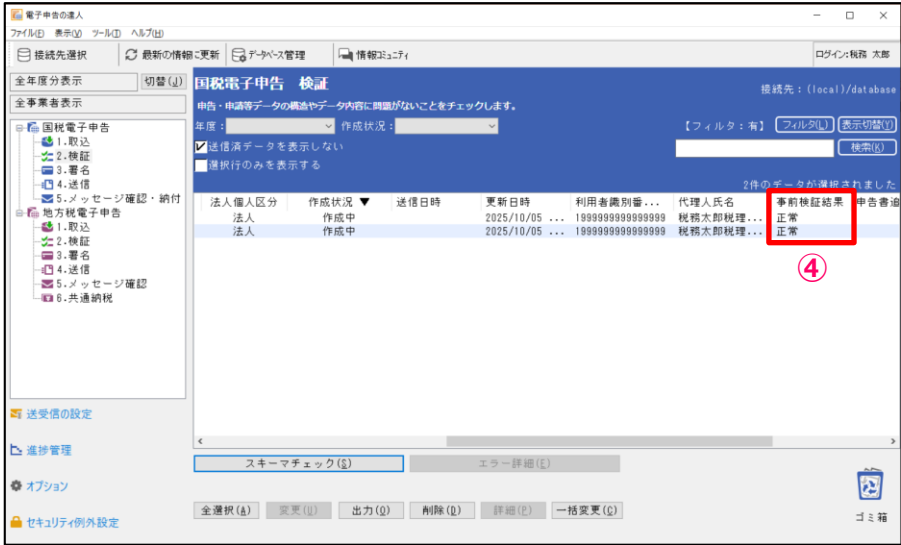 電子申告の達人
ファイル(F) 表示(V) ツール(T) ヘルプ(H)
接続先選択 最新の情報に更新 データベース管理 情報コミュニティ ログイン:税務 太郎
全年度分表示 切替(J)
全事業者表示
国税電子申告
1.取込
2.検証
3.署名
4.送信
5.メッセージ確認・納付
地方税電子申告
1.取込
2.検証
3.署名
4.送信
5.メッセージ確認
6.共通納税
送受信の設定
進捗管理
オプション
セキュリティ例外設定
国税電子申告 検証
接続先：(local)/database
申告・申請等データの構造やデータ内容に問題がないことをチェックします。
年度： 作成状況： 【フィルタ：有】 フィルタ(L) 表示切替(Y)
送信済データを表示しない 検索(K)
選択行のみを表示する
2件のデータが選択されました
法人個人区分 作成状況 ▼ 送信日時 更新日時 利用者識別番... 代理人氏名 事前検証結果 申告書追
法人 作成中 2025/10/05 ... 1999999999999999 税務太郎税理... 正常
法人 作成中 2025/10/05 ... 1999999999999999 税務太郎税理... 正常
④
スキーマチェック(S) エラー詳細(E)
全選択(A) 変更(U) 出力(O) 削除(D) 詳細(P) 一括変更(C)
ゴミ箱